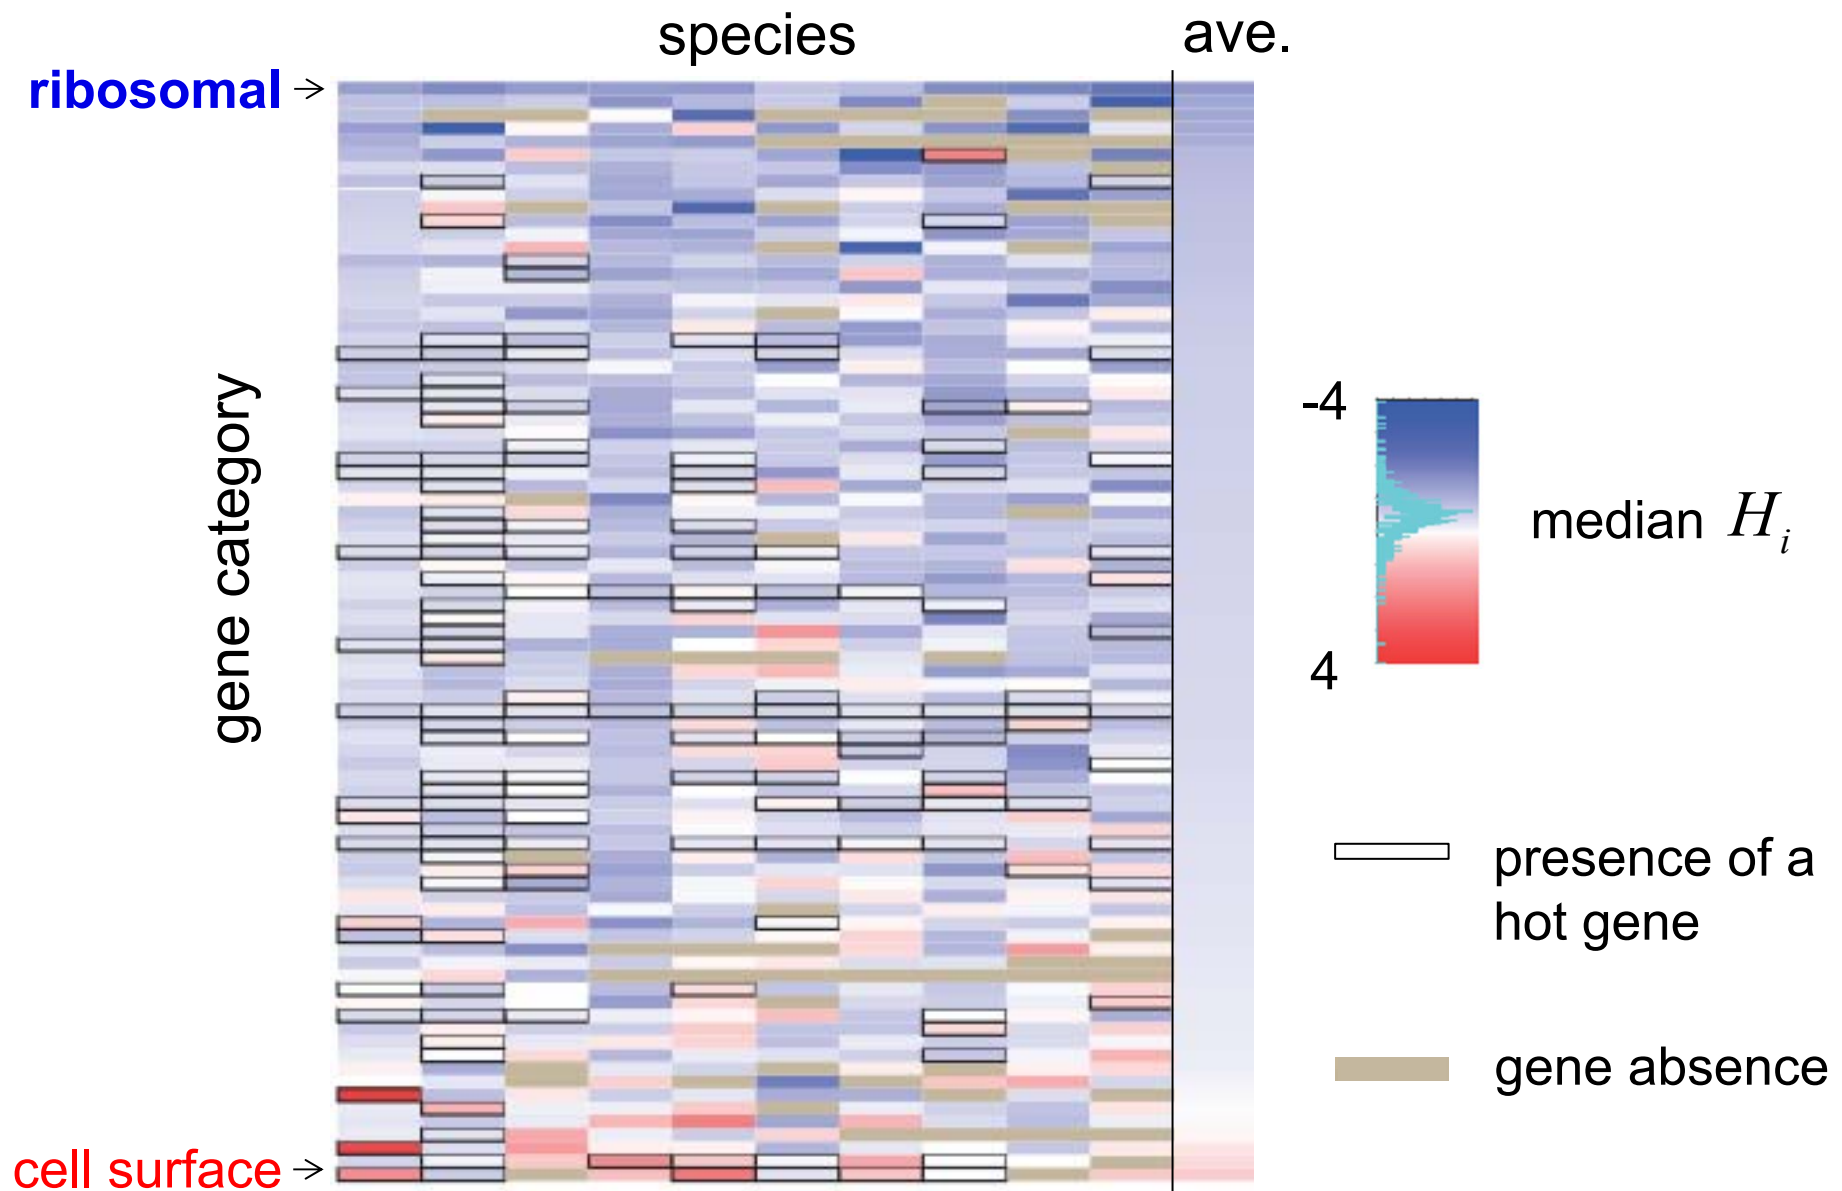 species
ave.
ribosomal
gene category
-4
4
median H_i
presence of a
hot gene
gene absence
cell surface